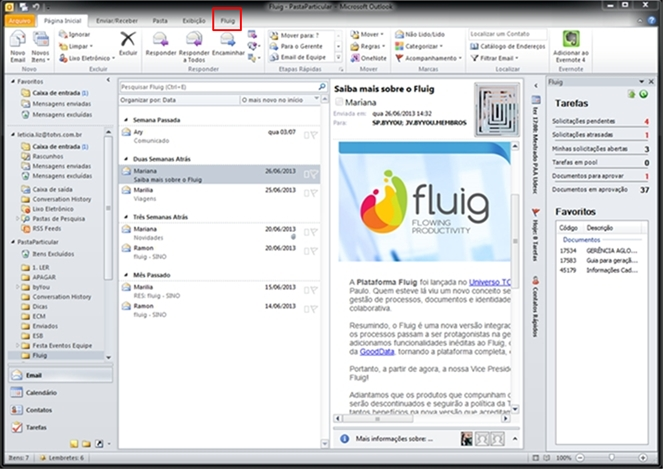 Fluig - PastaParticular - Microsoft Outlook
Arquivo Página Inicial Enviar/Receber Pasta Exibição Fluig
Novo Email
Novos Itens
Novo
Ignorar
Limpar
Lixo Eletrônico
Excluir
Excluir
Responder
Responder a Todos
Encaminhar
Responder
Mover para: ?
Para o Gerente
Email de Equipe
Etapas Rápidas
Mover
Regras
OneNote
Mover
Não Lido/Lido
Categorizar
Acompanhamento
Marcas
Localizar um Contato
Catálogo de Endereços
Filtrar Email
Localizar
Adicionar ao Evernote 4
Evernote
Favoritos
Caixa de entrada (1)
Mensagens enviadas
Mensagens enviadas
leticia.liz@totvs.com.br
Caixa de entrada (1)
Rascunhos
Mensagens enviadas
Caixa de saída
Conversation History
Lixo Eletrônico
Pastas de Pesquisa
RSS Feeds
PastaParticular
Itens Excluídos
1. LER
APAGAR
byYou
Conversation History
Dicas
ECM
Enviados
ESB
Festa Eventos Equipe
Fluig
Email
Calendário
Contatos
Tarefas
Pesquisar Fluig (Ctrl+E)
Organizar por: Data O mais novo no início
Semana Passada
Ary qua 03/07
Comunicado
Duas Semanas Atrás
Mariana 26/06/2013
Saiba mais sobre o Fluig
Marilia 25/06/2013
Viagens
Três Semanas Atrás
Mariana 20/06/2013
Novidades
Ramon 20/06/2013
fluig - SINO
Mês Passado
Marilia 15/06/2013
RES: fluig - SINO
Ramon 14/06/2013
fluig - SINO
Saiba mais sobre o Fluig
Mariana
Enviado em: qua 26/06/2013 14:32
Para: SP.BYYOU; JV.BYYOU.MEMBROS
fluig
FLOWING
PRODUCTIVITY
A Plataforma Fluig foi lançada no Universo TO
Paulo. Quem esteve lá viu um novo conceito se
gestão de processos, documentos e identidade
colaborativa.
Resumindo, o Fluig é uma nova versão integrad
os processos passam a ser protagonistas na ge
adicionamos funcionalidades inéditas ao Fluig,
da GoodData, tornando a plataforma completa,
Portanto, a partir de agora, a nossa Vice Presid
Fluig!
Adiantamos que os produtos que compunham
serão descontinuados e seguirão a política da T
tantos benefícios na nova versão que acredita
Mais informações sobre: ...
Hoje: 8 Tarefas
Contatos Rápidos
Fluig
Tarefas
Solicitações pendentes 4
Solicitações atrasadas 1
Minhas solicitações abertas 3
Tarefas em pool 0
Documentos para aprovar 1
Documentos em aprovação 37
Favoritos
Código Descrição
Documentos
17534 GERÊNCIA AGLO...
17587 Guia para geraçã...
45179 Informações Cad...
Itens: 7 Lembretes: 6 100%